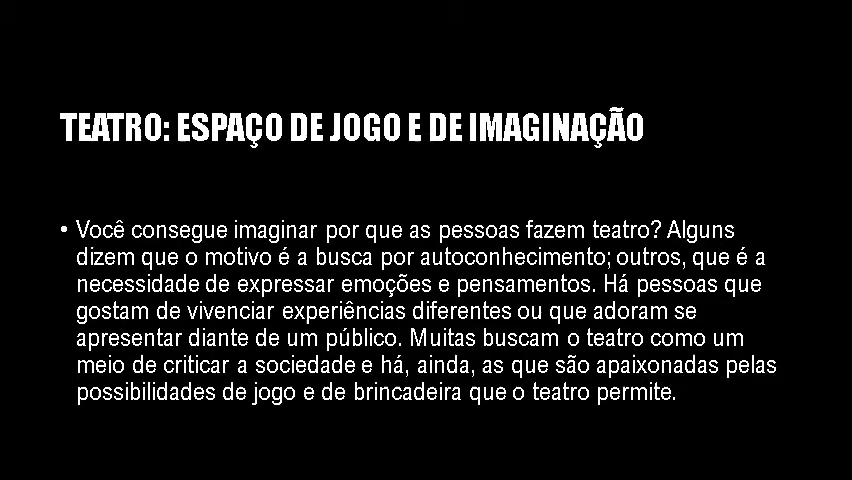 TEATRO: ESPAÇO DE JOGO E DE IMAGINAÇÃO
• Você consegue imaginar por que as pessoas fazem teatro? Alguns
dizem que o motivo é a busca por autoconhecimento; outros, que é a
necessidade de expressar emoções e pensamentos. Há pessoas que
gostam de vivenciar experiências diferentes ou que adoram se
apresentar diante de um público. Muitas buscam o teatro como um
meio de criticar a sociedade e há, ainda, as que são apaixonadas pelas
possibilidades de jogo e de brincadeira que o teatro permite.